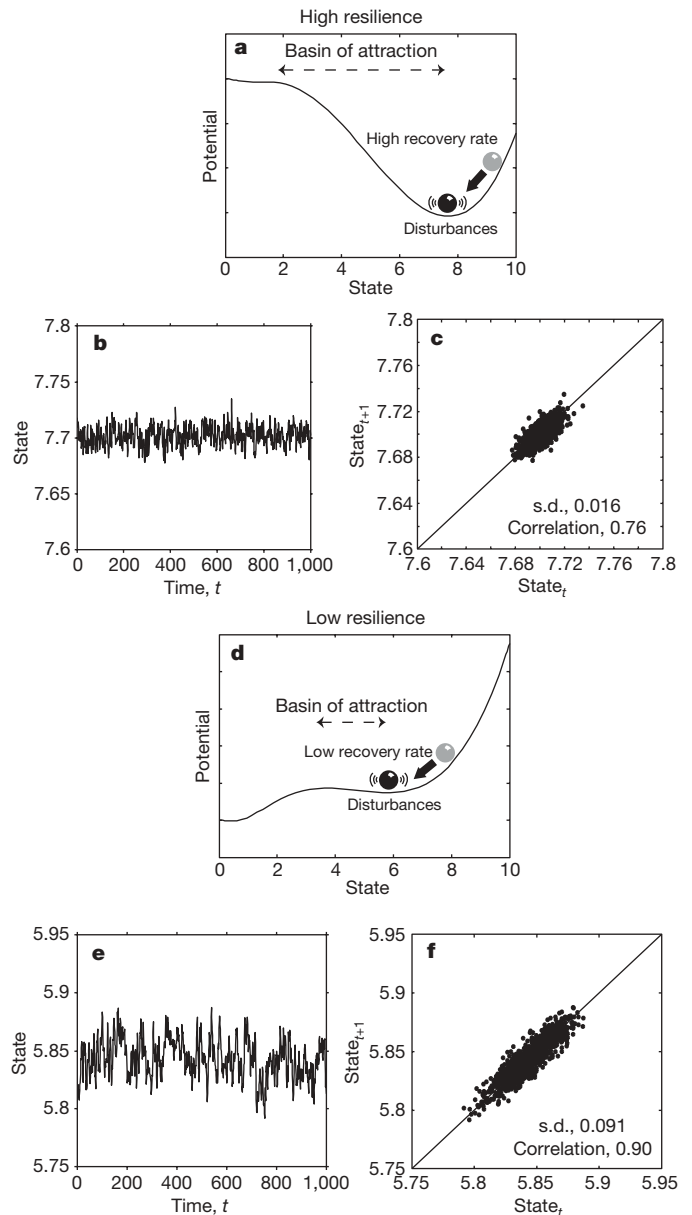 High resilience
a
Basin of attraction
High recovery rate
Disturbances
Potential
0 2 4 6 8 10
State
b
7.8
7.75
7.7
7.65
7.6
State
0 200 400 600 800 1,000
Time, t
c
7.8
7.76
7.72
7.68
7.64
7.6
State t+1
s.d., 0.016
Correlation, 0.76
7.6 7.64 7.68 7.72 7.76 7.8
State t
Low resilience
d
Basin of attraction
Low recovery rate
Disturbances
Potential
0 2 4 6 8 10
State
e
5.95
5.9
5.85
5.8
5.75
State
0 200 400 600 800 1,000
Time, t
f
5.95
5.9
5.85
5.8
5.75
State t+1
s.d., 0.091
Correlation, 0.90
5.75 5.8 5.85 5.9 5.95
State t